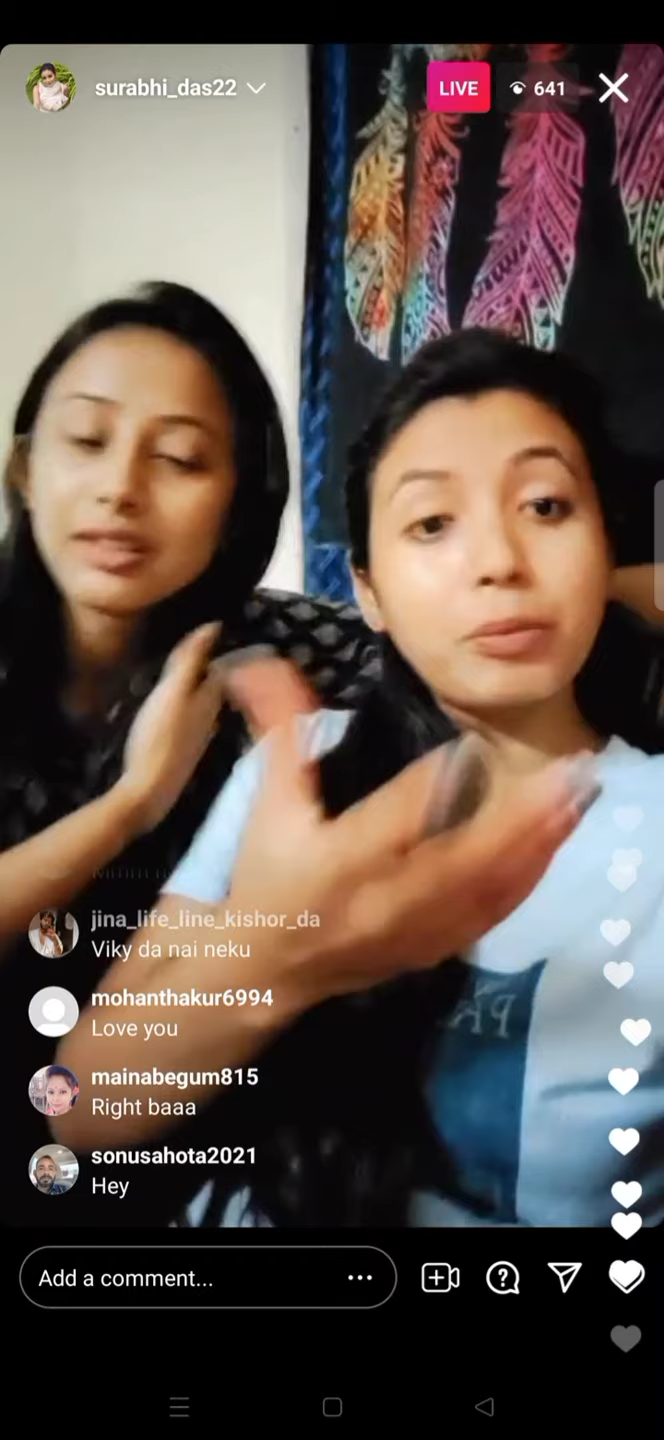 surabhi_das22
LIVE
641
jina_life_line_kishor_da
Viky da nai neku
mohanthakur6994
Love you
mainabegum815
Right baaa
sonusahota2021
Hey
Add a comment...